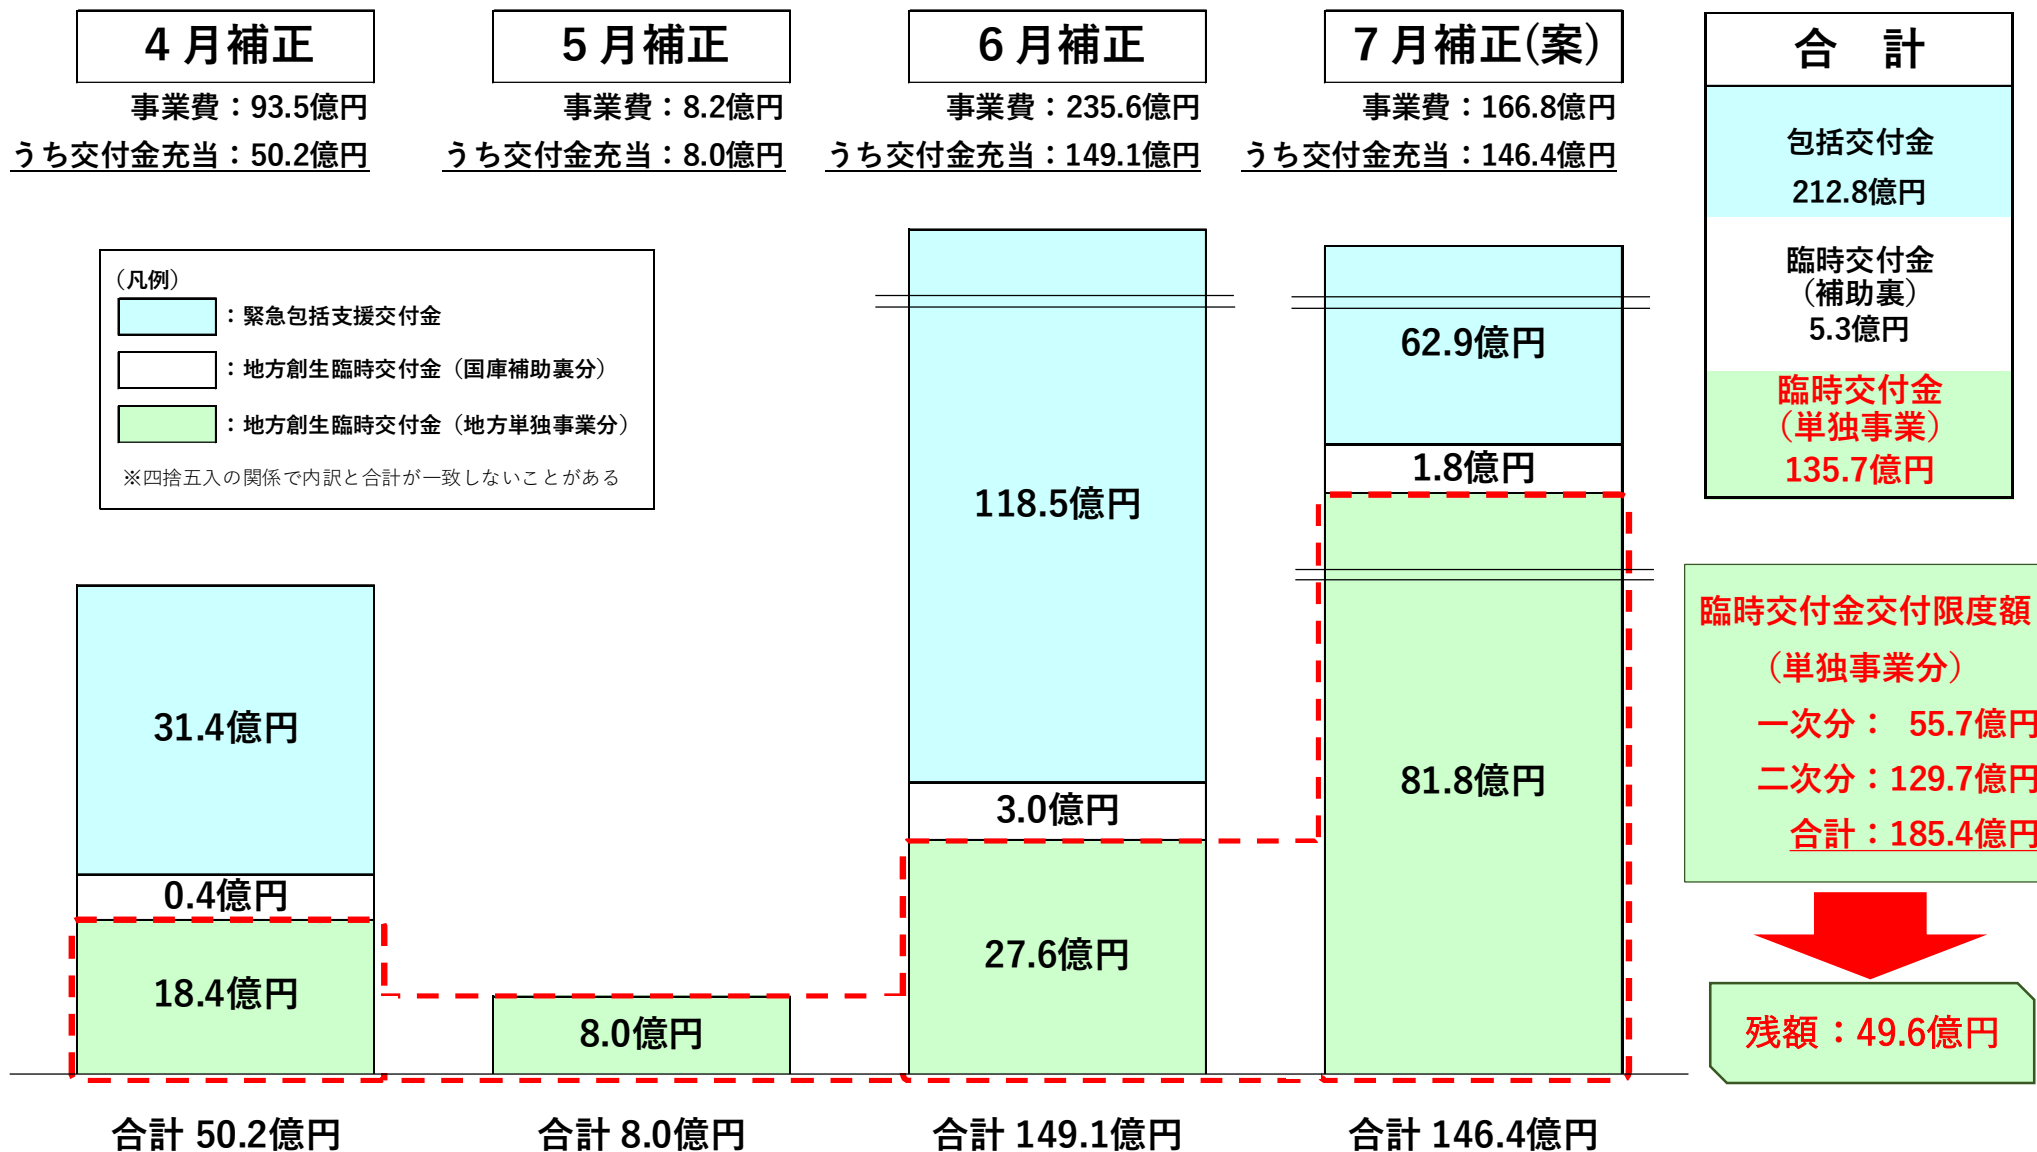 4月補正
事業費：93.5億円
うち交付金充当：50.2億円
5月補正
事業費：8.2億円
うち交付金充当：8.0億円
6月補正
事業費：235.6億円
うち交付金充当：149.1億円
7月補正(案)
事業費：166.8億円
うち交付金充当：146.4億円
合　計
包括交付金
212.8億円
臨時交付金
（補助裏）
5.3億円
臨時交付金
（単独事業）
135.7億円
（凡例）
：緊急包括支援交付金
：地方創生臨時交付金（国庫補助裏分）
：地方創生臨時交付金（地方単独事業分）
※四捨五入の関係で内訳と合計が一致しないことがある
31.4億円
0.4億円
18.4億円
合計 50.2億円
8.0億円
合計 8.0億円
118.5億円
3.0億円
27.6億円
合計 149.1億円
62.9億円
1.8億円
81.8億円
合計 146.4億円
臨時交付金交付限度額
（単独事業分）
一次分：　55.7億円
二次分：129.7億円
合計：185.4億円
残額：49.6億円